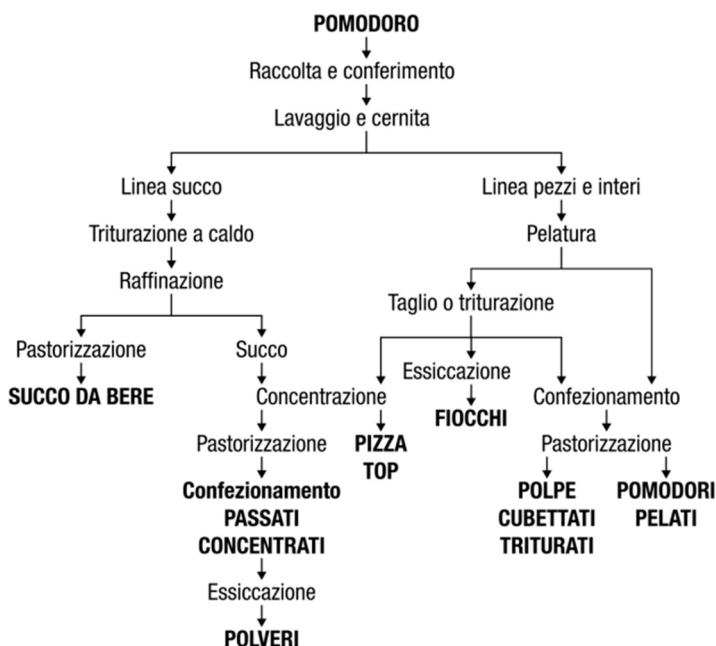 POMODORO
Raccolta e conferimento
Lavaggio e cernita
Linea succo
Linea pezzi e interi
Triturazione a caldo
Pelatura
Raffinazione
Taglio o triturazione
Pastorizzazione
Succo
Essiccazione
SUCCO DA BERE
Concentrazione
FIOCCHI
Confezionamento
Pastorizzazione
PIZZA
TOP
Pastorizzazione
Confezionamento
PASSATI
CONCENTRATI
POLPE
CUBETTATI
TRITURATI
POMODORI
PELATI
Essiccazione
POLVERI